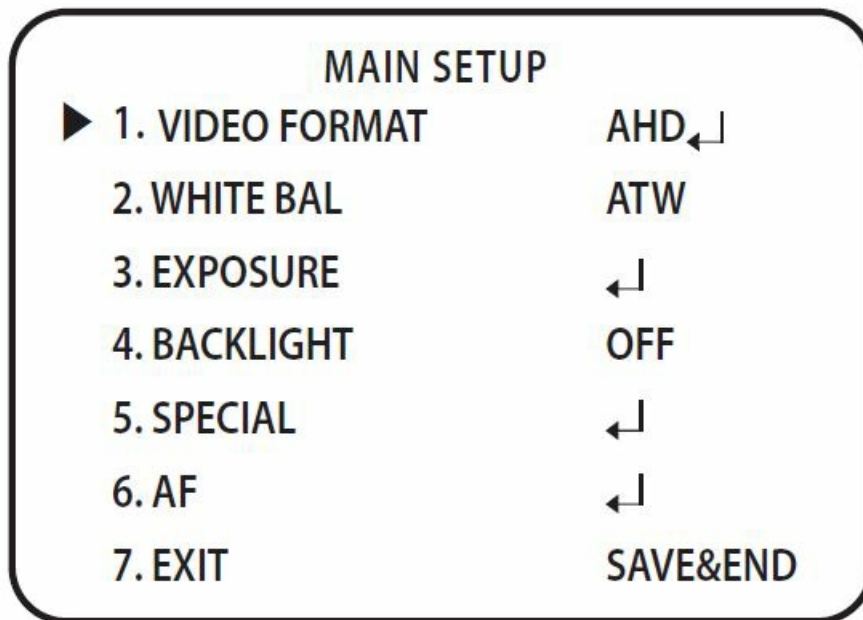 MAIN SETUP
▶ 1. VIDEO FORMAT AHD↲
2. WHITE BAL ATW
3. EXPOSURE ↲
4. BACKLIGHT OFF
5. SPECIAL ↲
6. AF ↲
7. EXIT SAVE&END